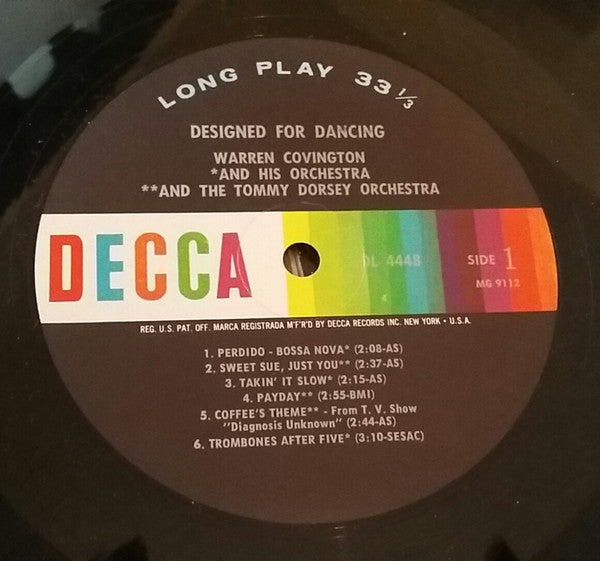 LONG PLAY 33 1/3
DESIGNED FOR DANCING
WARREN COVINGTON
*AND HIS ORCHESTRA
**AND THE TOMMY DORSEY ORCHESTRA
DECCA
DL 4448
SIDE 1
MG 9112
REG. U.S. PAT. OFF. MARCA REGISTRADA M'F'R'D BY DECCA RECORDS INC. NEW YORK • U.S.A.
1. PERDIDO - BOSSA NOVA* (2:08-AS)
2. SWEET SUE, JUST YOU** (2:37-AS)
3. TAKIN' IT SLOW* (2:15-AS)
4. PAYDAY** (2:55-BMI)
5. COFFEE'S THEME** - From T. V. Show
"Diagnosis Unknown" (2:44-AS)
6. TROMBONES AFTER FIVE* (3:10-SESAC)